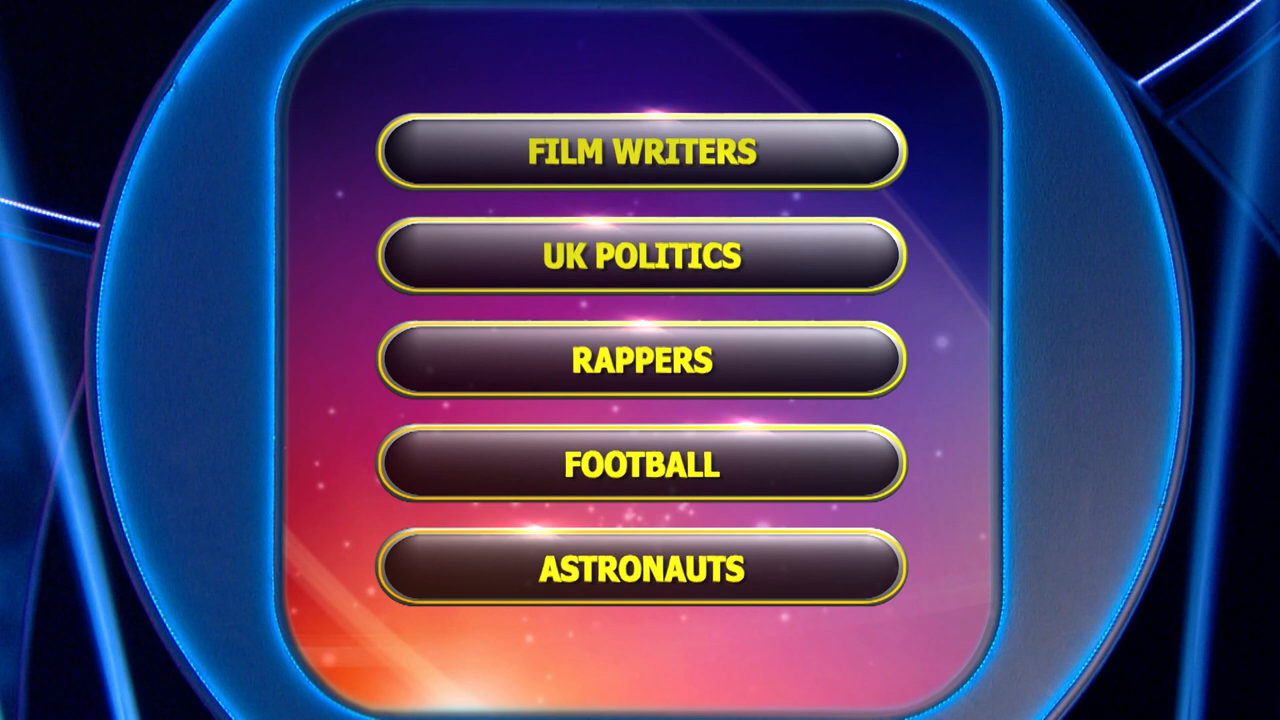 FILM WRITERS
UK POLITICS
RAPPERS
FOOTBALL
ASTRONAUTS